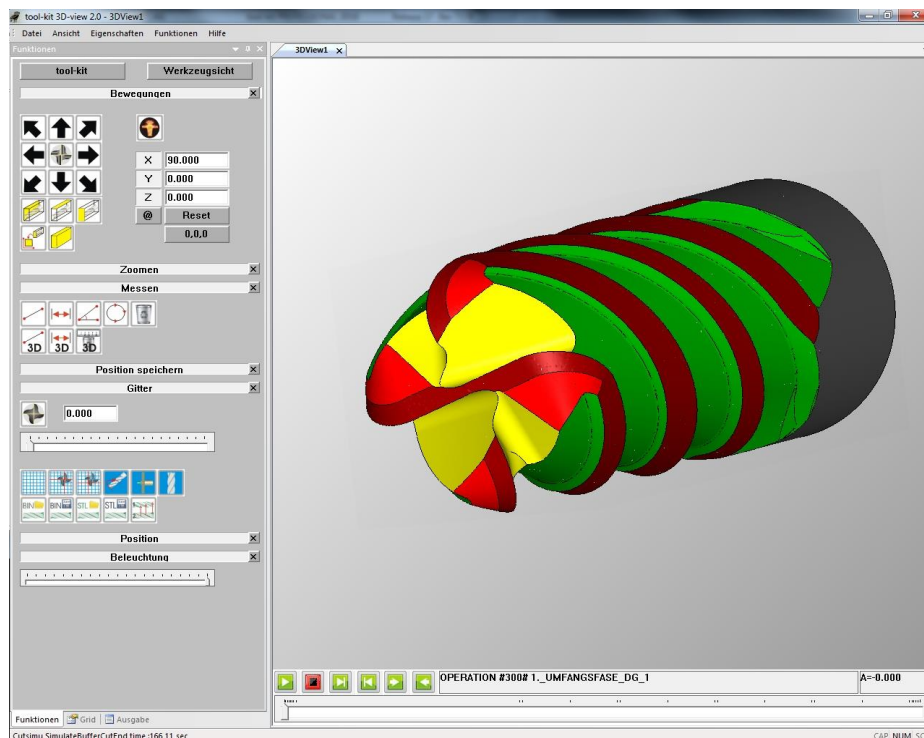 tool-kit 3D-view 2.0 - 3DView1
Datei Ansicht Eigenschaften Funktionen Hilfe
Funktionen
3DView1
tool-kit Werkzeugsicht
Bewegungen
X 90.000
Y 0.000
Z 0.000
@ Reset
0,0,0
Zoomen
Messen
3D 3D 3D
Position speichern
Gitter
0.000
BIN BIN STL STL
Position
Beleuchtung
OPERATION #300# 1._UMFANGSFASE_DG_1 A=-0.000
Funktionen Grid Ausgabe
Cutsimu SimulateBufferCutEnd time :166.11 sec CAP NUM SC